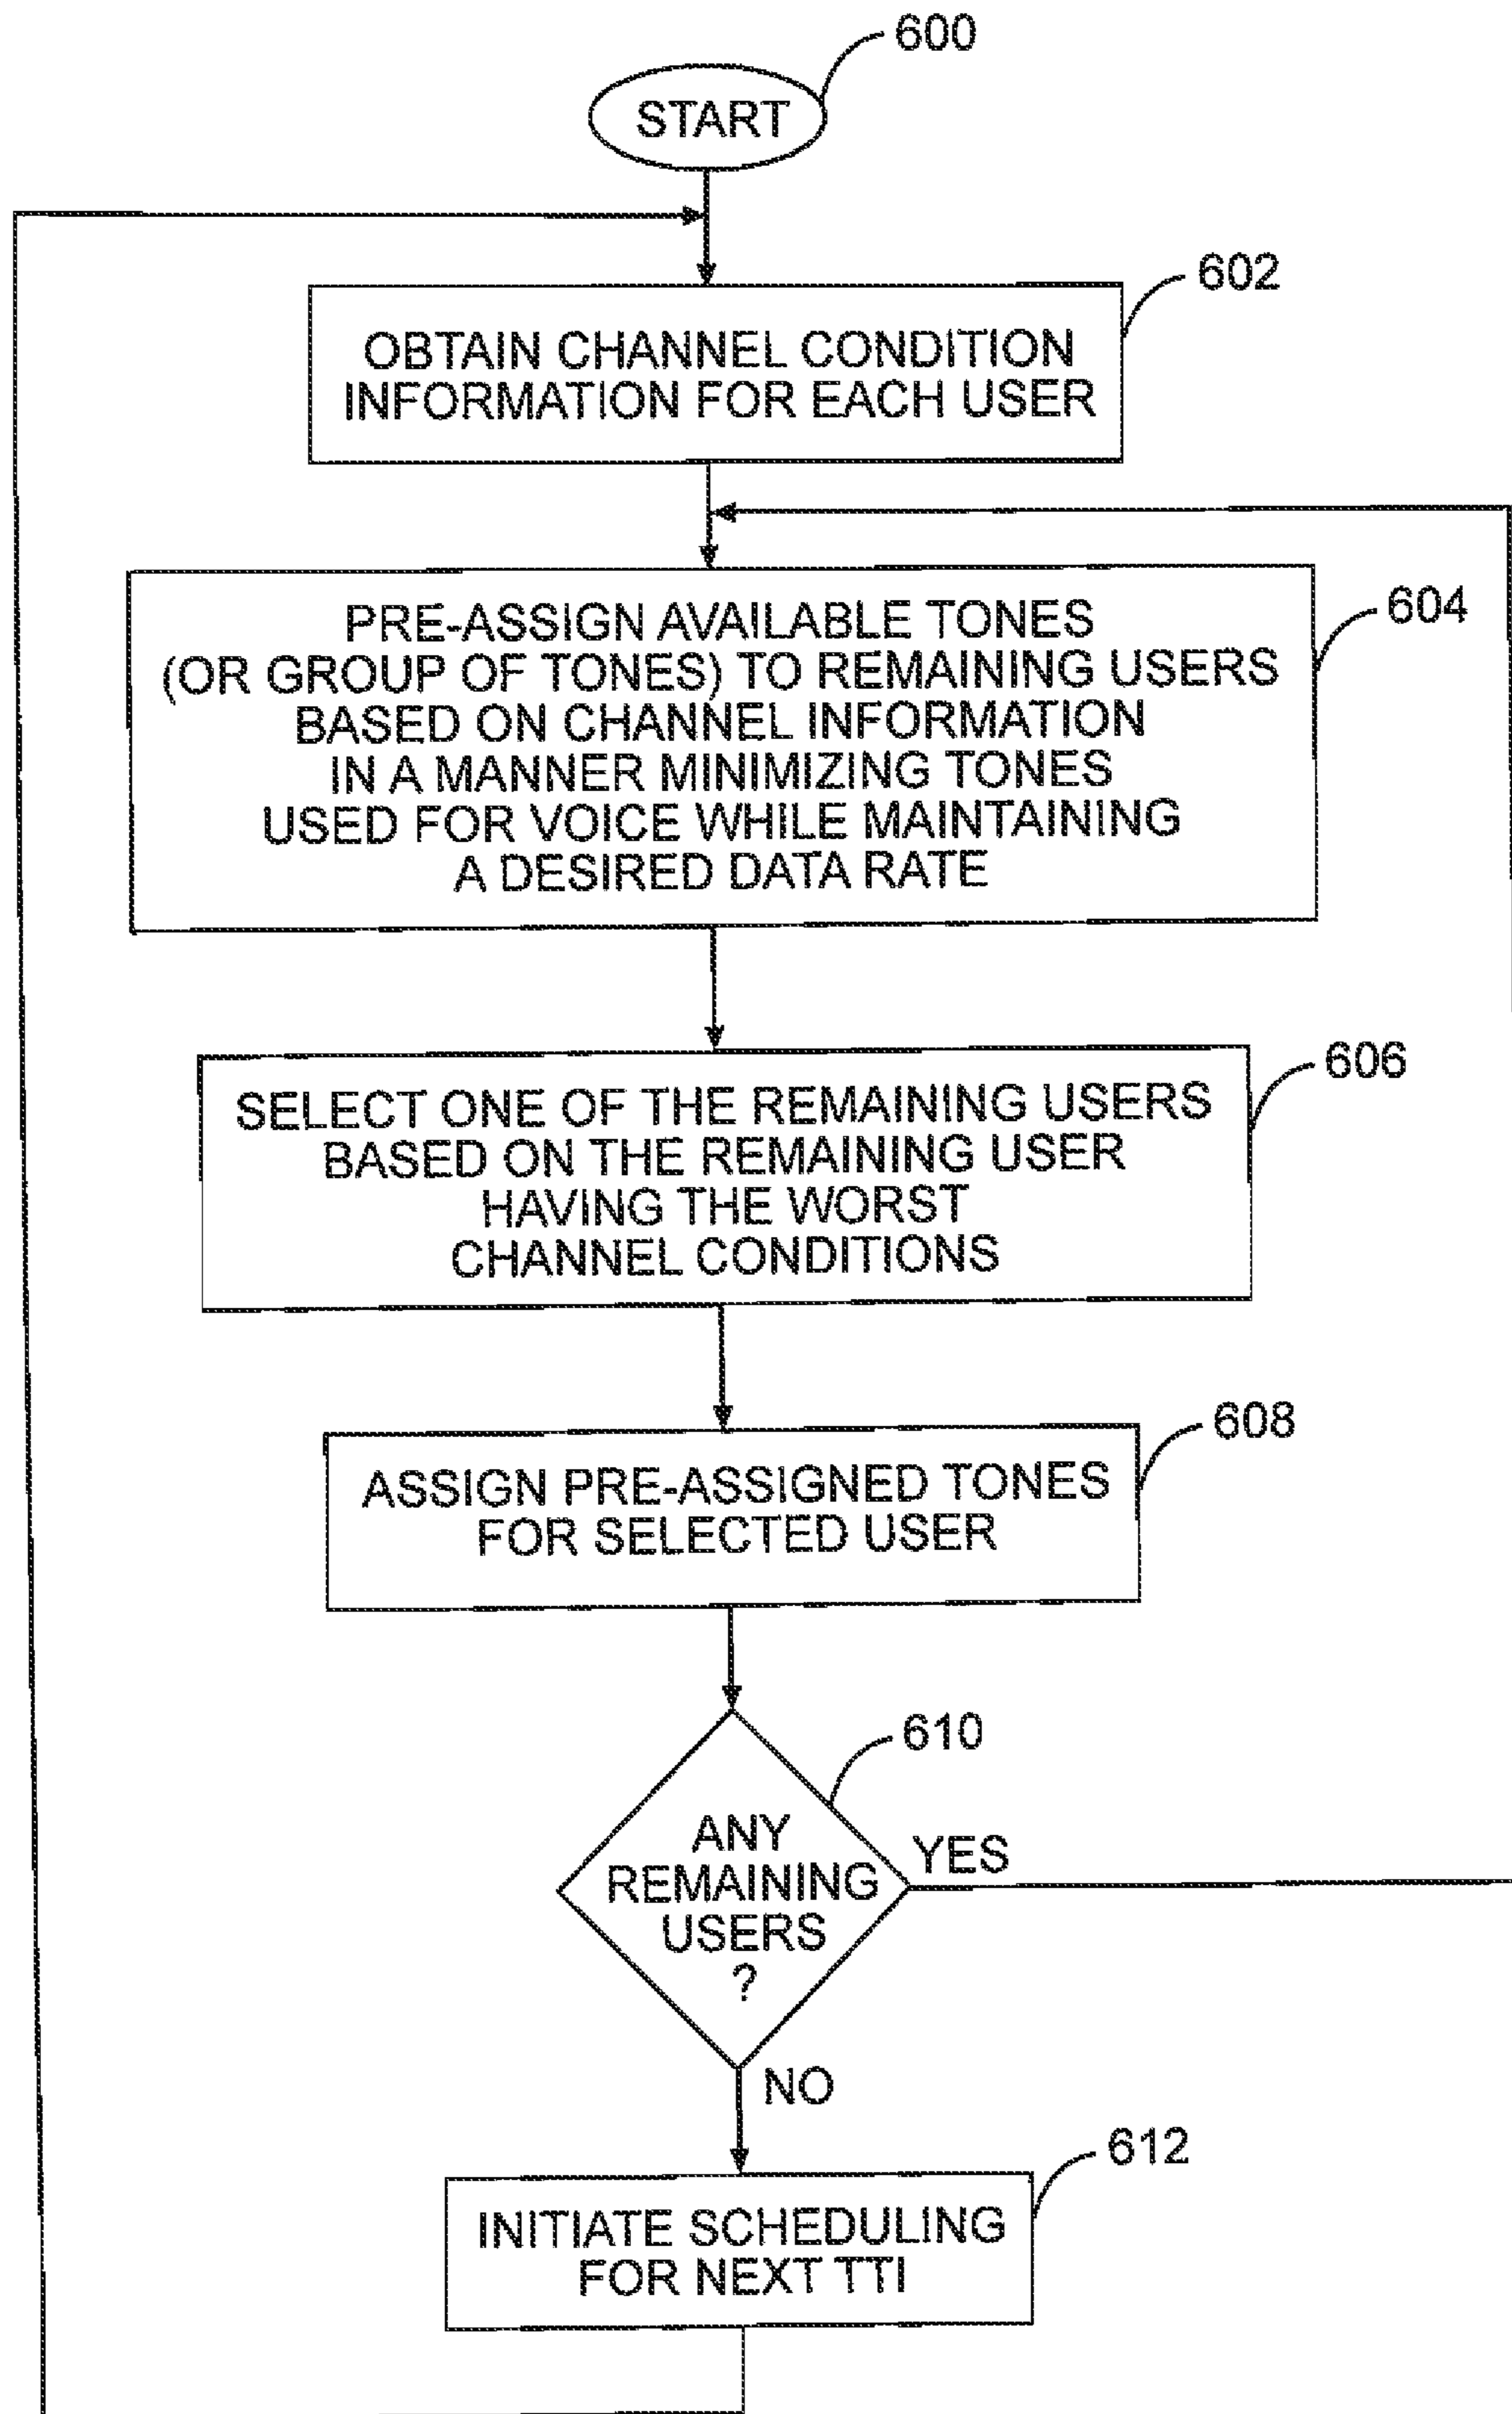 600
START
602
OBTAIN CHANNEL CONDITION
INFORMATION FOR EACH USER
604
PRE-ASSIGN AVAILABLE TONES
(OR GROUP OF TONES) TO REMAINING USERS
BASED ON CHANNEL INFORMATION
IN A MANNER MINIMIZING TONES
USED FOR VOICE WHILE MAINTAINING
A DESIRED DATA RATE
606
SELECT ONE OF THE REMAINING USERS
BASED ON THE REMAINING USER
HAVING THE WORST
CHANNEL CONDITIONS
608
ASSIGN PRE-ASSIGNED TONES
FOR SELECTED USER
610
ANY
REMAINING
USERS
?
YES
NO
612
INITIATE SCHEDULING
FOR NEXT TTI